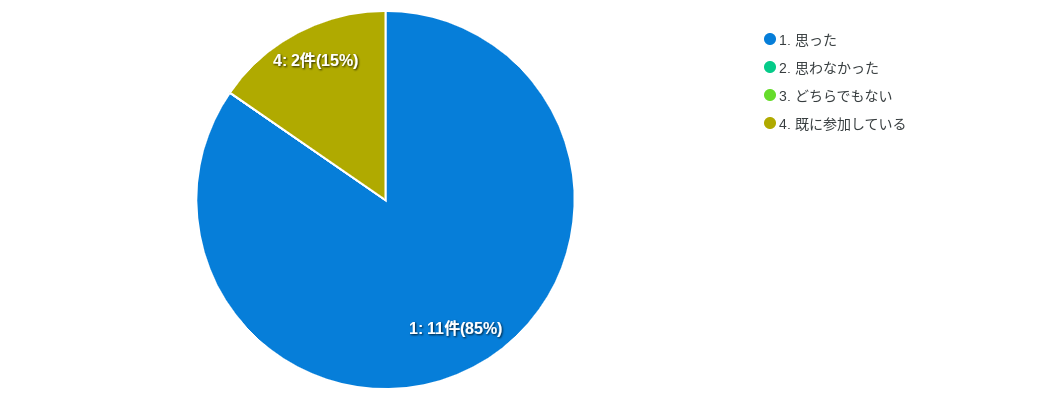 4: 2件(15%)
1: 11件(85%)
1. 思った
2. 思わなかった
3. どちらでもない
4. 既に参加している